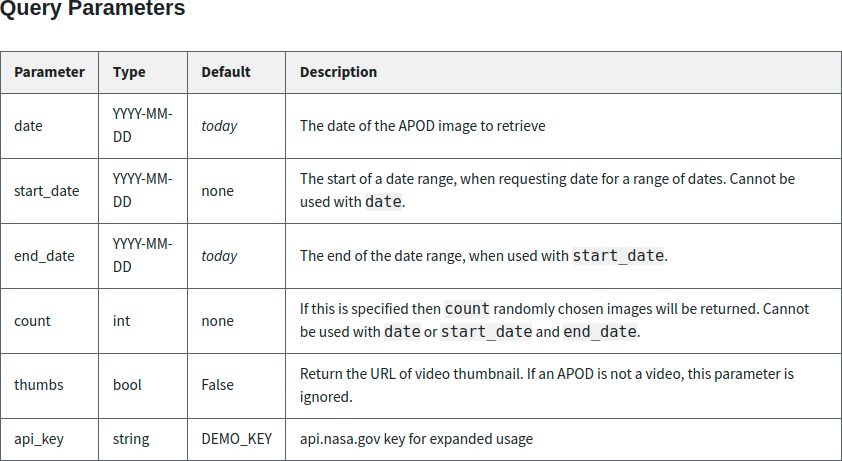 Query Parameters
Parameter Type Default Description
date YYYY-MM-DD today The date of the APOD image to retrieve
start_date YYYY-MM-DD none The start of a date range, when requesting date for a range of dates. Cannot be
used with date.
end_date YYYY-MM-DD today The end of the date range, when used with start_date.
count int none If this is specified then count randomly chosen images will be returned. Cannot
be used with date or start_date and end_date.
thumbs bool False Return the URL of video thumbnail. If an APOD is not a video, this parameter is
ignored.
api_key string DEMO_KEY api.nasa.gov key for expanded usage